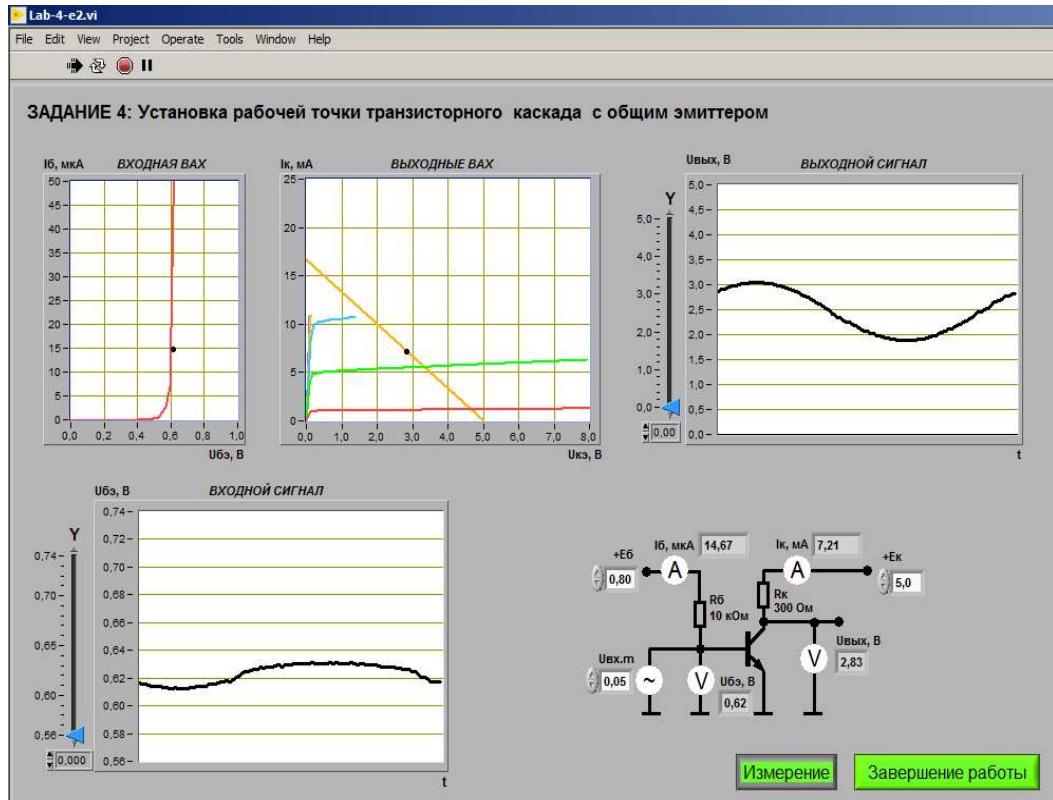 Lab-4-e2.vi
File Edit View Project Operate Tools Window Help
ЗАДАНИЕ 4: Установка рабочей точки транзисторного каскада с общим эмиттером
Iб, мкА ВХОДНАЯ ВАХ
50
45
40
35
30
25
20
15
10
5
0
0,0 0,2 0,4 0,6 0,8 1,0
Uбэ, В
Iк, мА ВЫХОДНЫЕ ВАХ
25
20
15
10
5
0
0,0 1,0 2,0 3,0 4,0 5,0 6,0 7,0 8,0
Uкэ, В
Uвых, В ВЫХОДНОЙ СИГНАЛ
Y
5,0
4,0
3,0
2,0
1,0
0,0
0,00
5,0
4,5
4,0
3,5
3,0
2,5
2,0
1,5
1,0
0,5
0,0
t
Uбэ, В ВХОДНОЙ СИГНАЛ
Y
0,74
0,70
0,65
0,60
0,56
0,000
0,74
0,72
0,70
0,68
0,66
0,64
0,62
0,60
0,58
0,56
t
+Eб
0,80
Iб, мкА 14,67
A
Iк, мА 7,21
A
+Eк
5,0
Rб
10 кОм
Rк
300 Ом
Uвх.m
0,05
~
V
Uбэ, В
0,62
V
Uвых, В
2,83
Измерение
Завершение работы